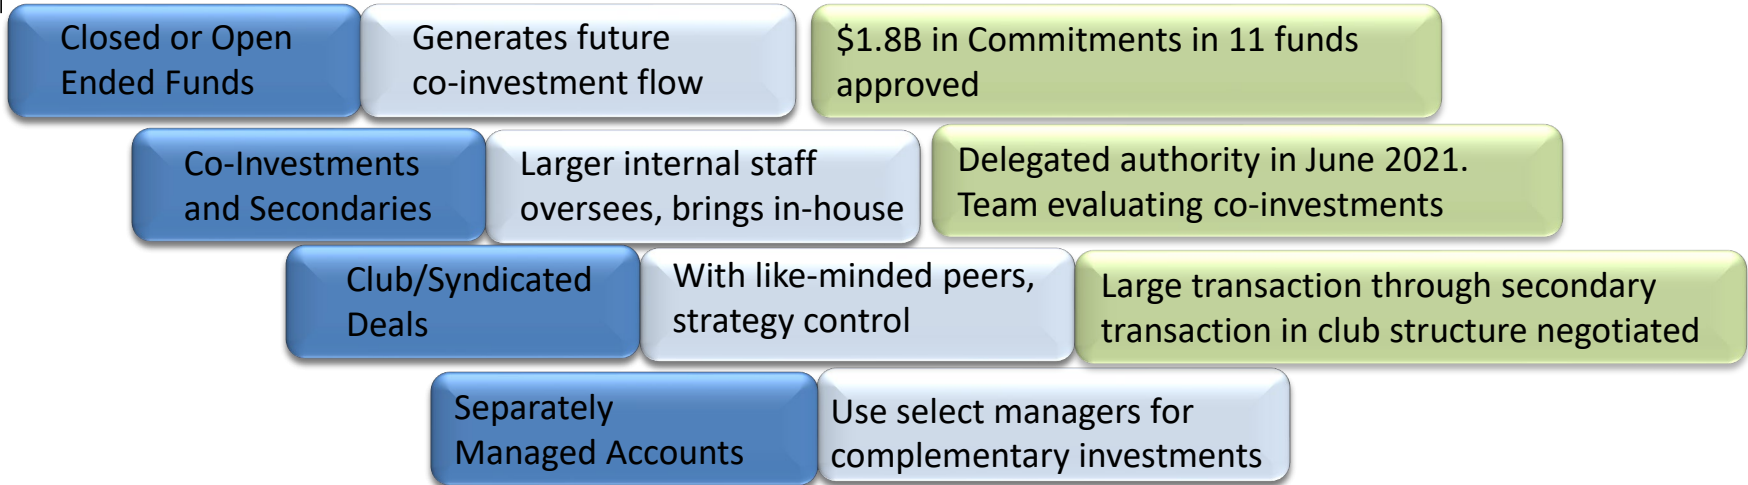 Closed or Open
Ended Funds
Generates future
co-investment flow
$1.8B in Commitments in 11 funds
approved
Co-Investments
and Secondaries
Larger internal staff
oversees, brings in-house
Delegated authority in June 2021.
Team evaluating co-investments
Club/Syndicated
Deals
With like-minded peers,
strategy control
Large transaction through secondary
transaction in club structure negotiated
Separately
Managed Accounts
Use select managers for
complementary investments